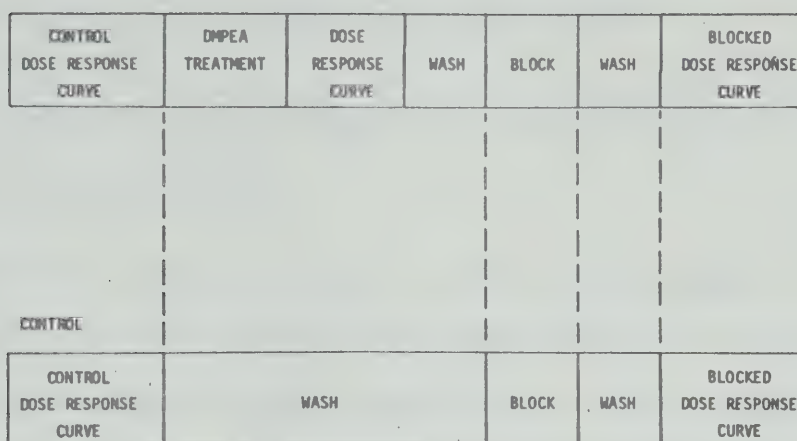 CONTROL DOSE RESPONSE CURVE
DMPEA TREATMENT
DOSE RESPONSE CURVE
WASH
BLOCK
WASH
BLOCKED DOSE RESPONSE CURVE
CONTROL
CONTROL DOSE RESPONSE CURVE
WASH
BLOCK
WASH
BLOCKED DOSE RESPONSE CURVE